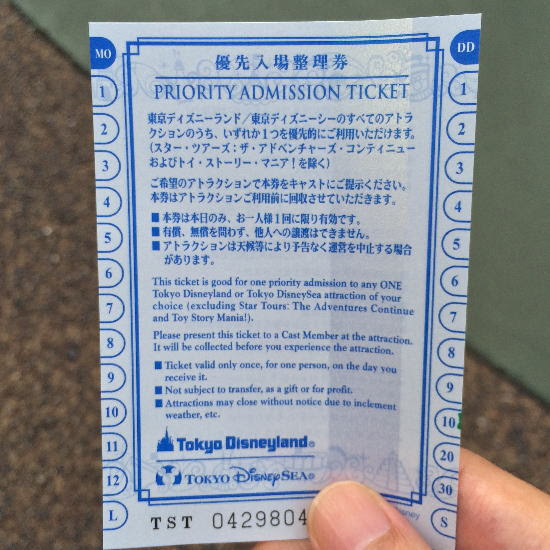 MO
DD
優先入場整理券
PRIORITY ADMISSION TICKET
東京ディズニーランド／東京ディズニーシーのすべてのアトラ
クションのうち、いずれか1つを優先的にご利用いただけます。
(スター・ツアーズ：ザ・アドベンチャーズ・コンティニュー
およびトイ・ストーリー・マニア！を除く)
ご希望のアトラクションで本券をキャストにご提示ください。
本券はアトラクションご利用前に回収させていただきます。
■ 本券は本日のみ、お一人様1回に限り有効です。
■ 有償、無償を問わず、他人への譲渡はできません。
■ アトラクションは天候等により予告なく運営を中止する場合
があります。
This ticket is good for one priority admission to any ONE
Tokyo Disneyland or Tokyo DisneySea attraction of your
choice (excluding Star Tours: The Adventures Continue
and Toy Story Mania!).
Please present this ticket to a Cast Member at the attraction.
It will be collected before you experience the attraction.
■ Ticket valid only once, for one person, on the day you
receive it.
■ Not subject to transfer, as a gift or for profit.
■ Attractions may close without notice due to inclement
weather, etc.
Tokyo Disneyland®
TOKYO DisneySEA®
TST 0429804
Disney
1
2
3
4
5
6
7
8
9
10
11
12
L
1
2
3
4
5
6
7
8
9
10
20
30
S